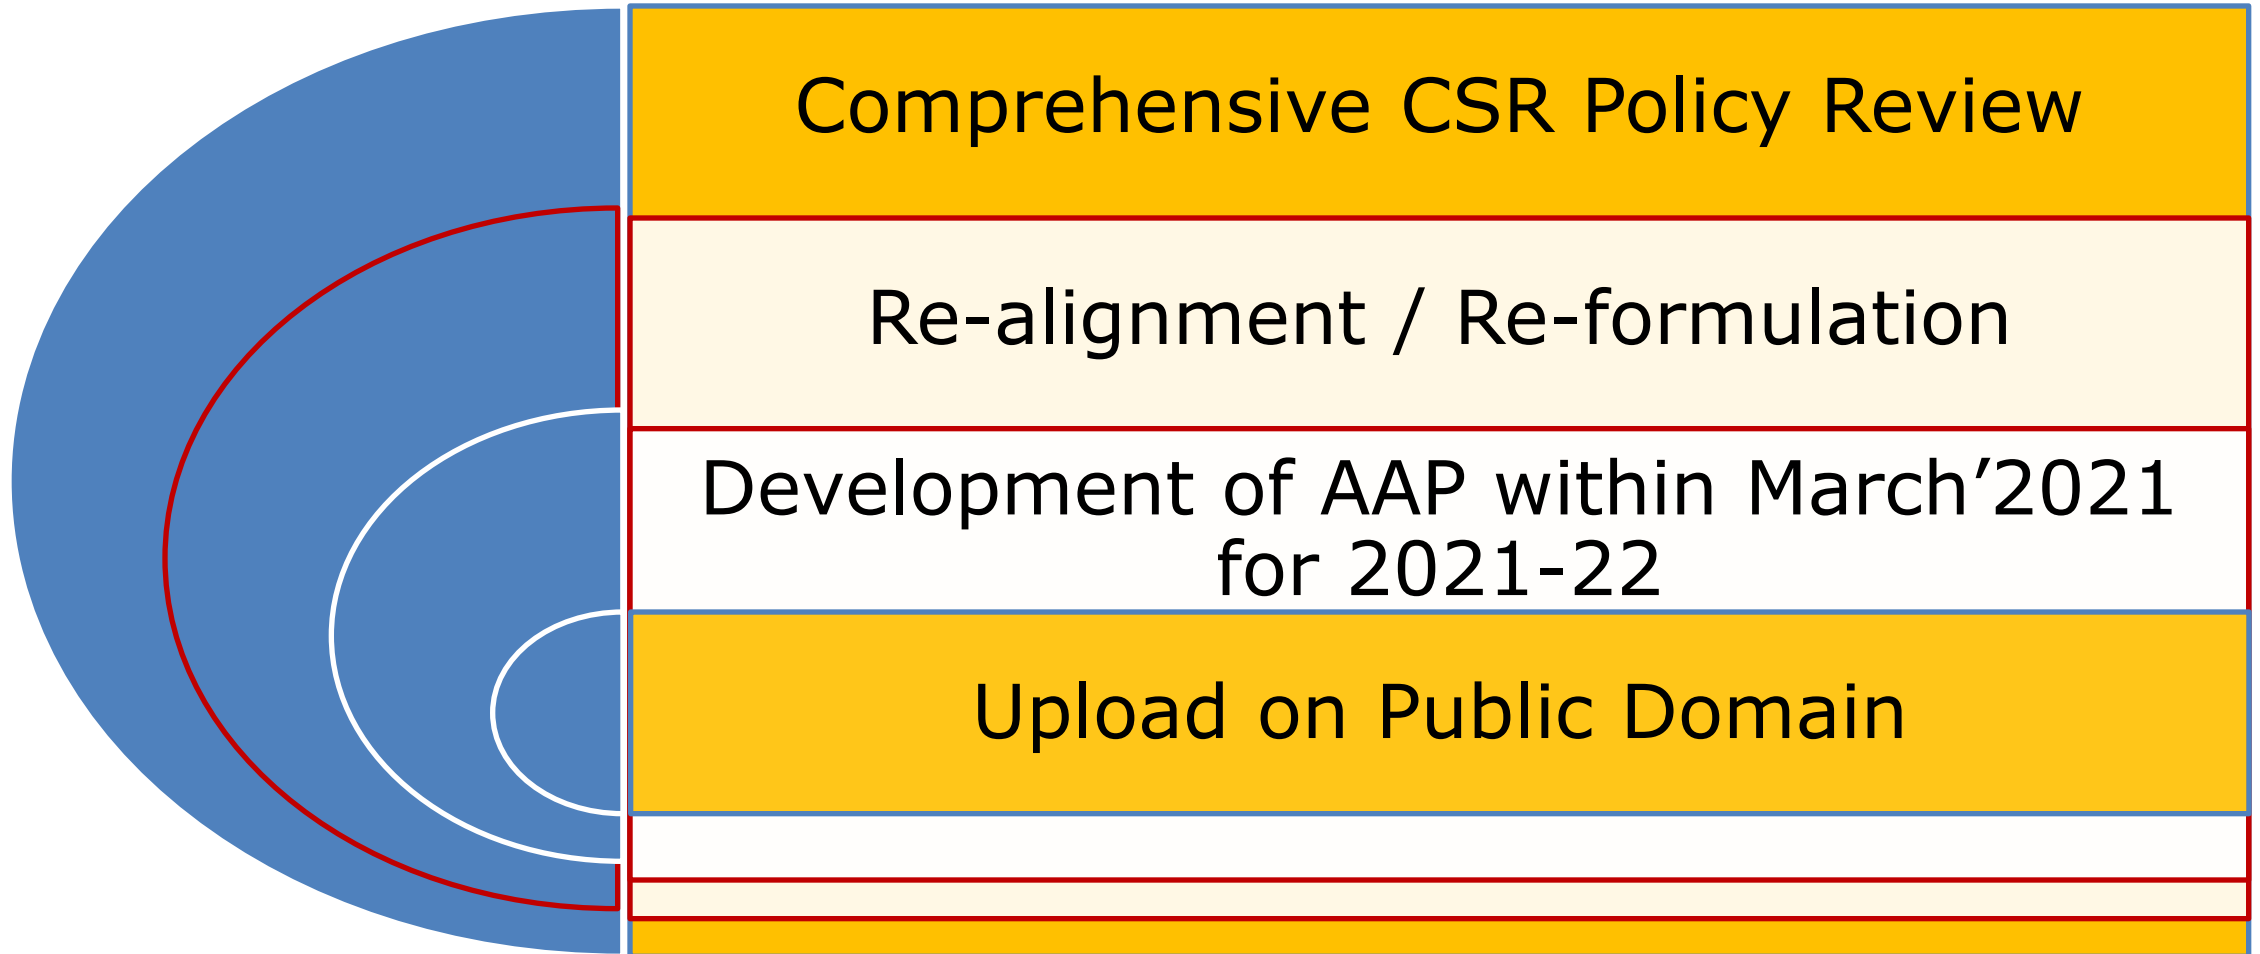 Comprehensive CSR Policy Review
Re-alignment / Re-formulation
Development of AAP within March’2021
for 2021-22
Upload on Public Domain